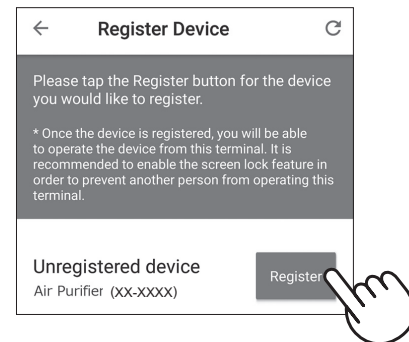 Register Device
Please tap the Register button for the device
you would like to register.
* Once the device is registered, you will be able
to operate the device from this terminal. It is
recommended to enable the screen lock feature in
order to prevent another person from operating this
terminal.
Unregistered device
Air Purifier (XX-XXXX)
Register